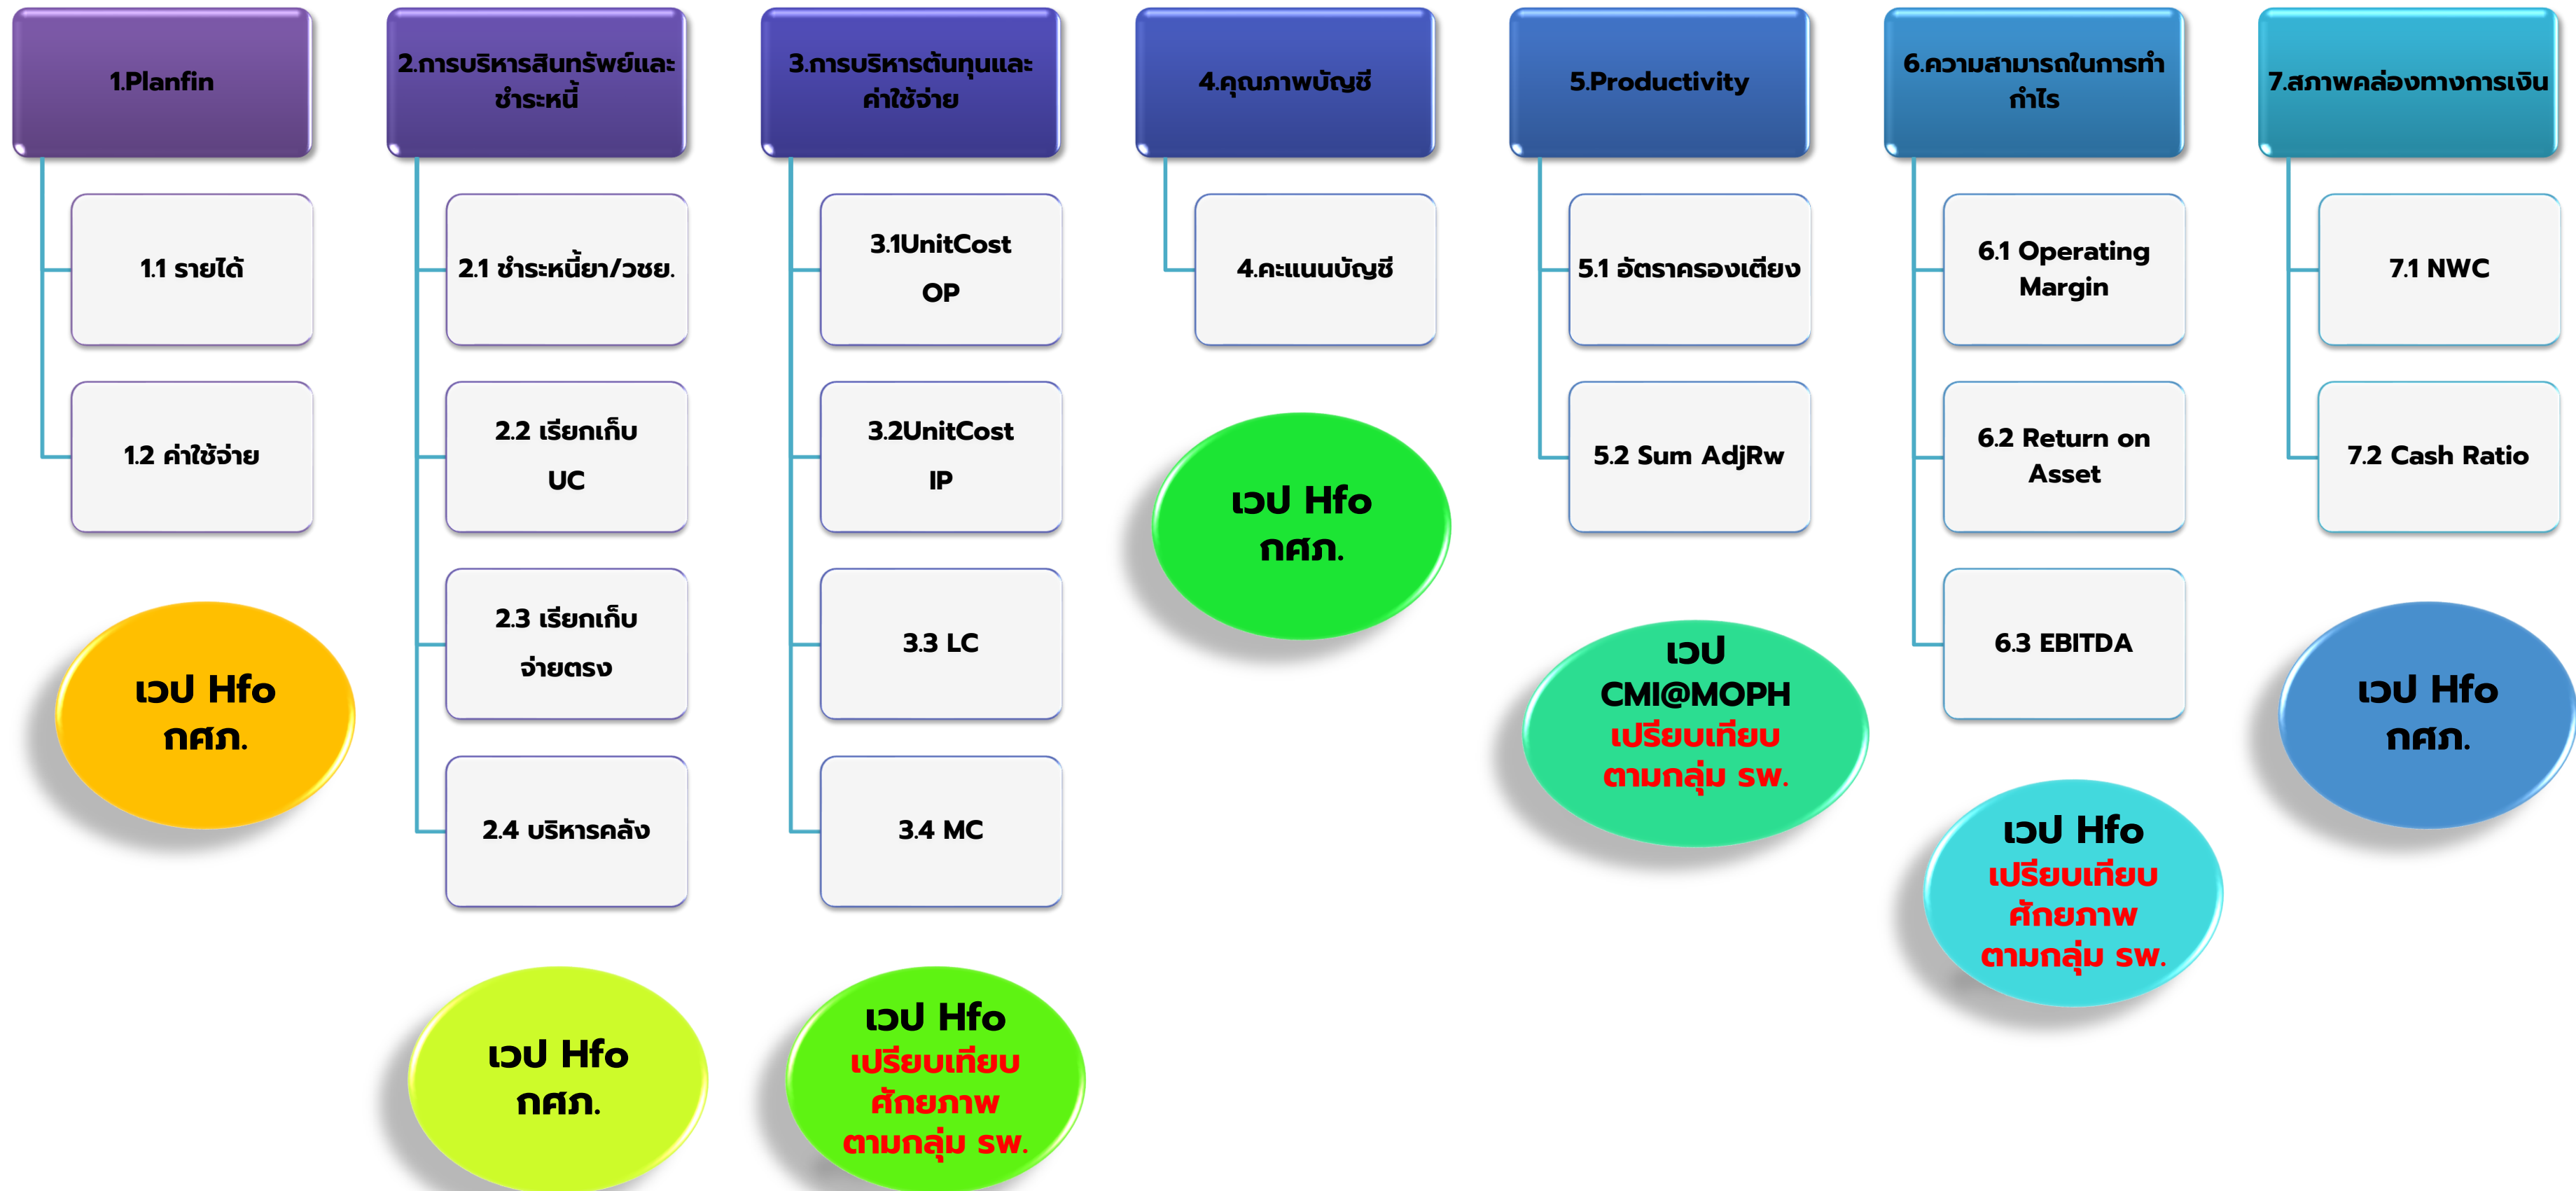 1.Planfin
1.1 รายได้
1.2 ค่าใช้จ่าย
เวป Hfo
กศภ.
2.การบริหารสินทรัพย์และ
ชำระหนี้
2.1 ชำระหนี้ยา/วชย.
2.2 เรียกเก็บ
UC
2.3 เรียกเก็บ
จ่ายตรง
2.4 บริหารคลัง
เวป Hfo
กศภ.
3.การบริหารต้นทุนและ
ค่าใช้จ่าย
3.1UnitCost
OP
3.2UnitCost
IP
3.3 LC
3.4 MC
เวป Hfo
เปรียบเทียบ
ศักยภาพ
ตามกลุ่ม รพ.
4.คุณภาพบัญชี
4.คะแนนบัญชี
เวป Hfo
กศภ.
5.Productivity
5.1 อัตราครองเตียง
5.2 Sum AdjRw
เวป
CMI@MOPH
เปรียบเทียบ
ตามกลุ่ม รพ.
6.ความสามารถในการทำ
กำไร
6.1 Operating
Margin
6.2 Return on
Asset
6.3 EBITDA
เวป Hfo
เปรียบเทียบ
ศักยภาพ
ตามกลุ่ม รพ.
7.สภาพคล่องทางการเงิน
7.1 NWC
7.2 Cash Ratio
เวป Hfo
กศภ.